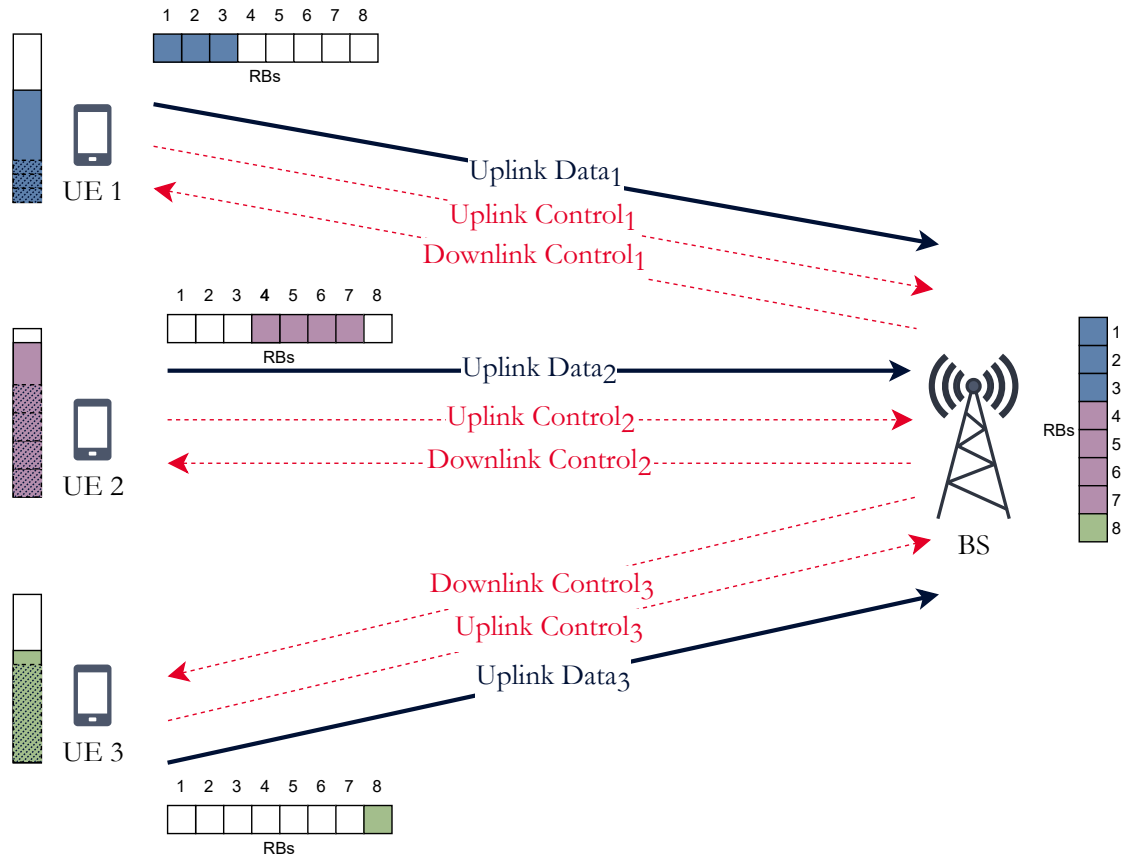 1 2 3 4 5 6 7 8
RBs
UE 1
Uplink Data1
Uplink Control1
Downlink Control1
1 2 3 4 5 6 7 8
RBs
UE 2
Uplink Data2
Uplink Control2
Downlink Control2
RBs
1
2
3
4
5
6
7
8
BS
Downlink Control3
Uplink Control3
Uplink Data3
UE 3
1 2 3 4 5 6 7 8
RBs